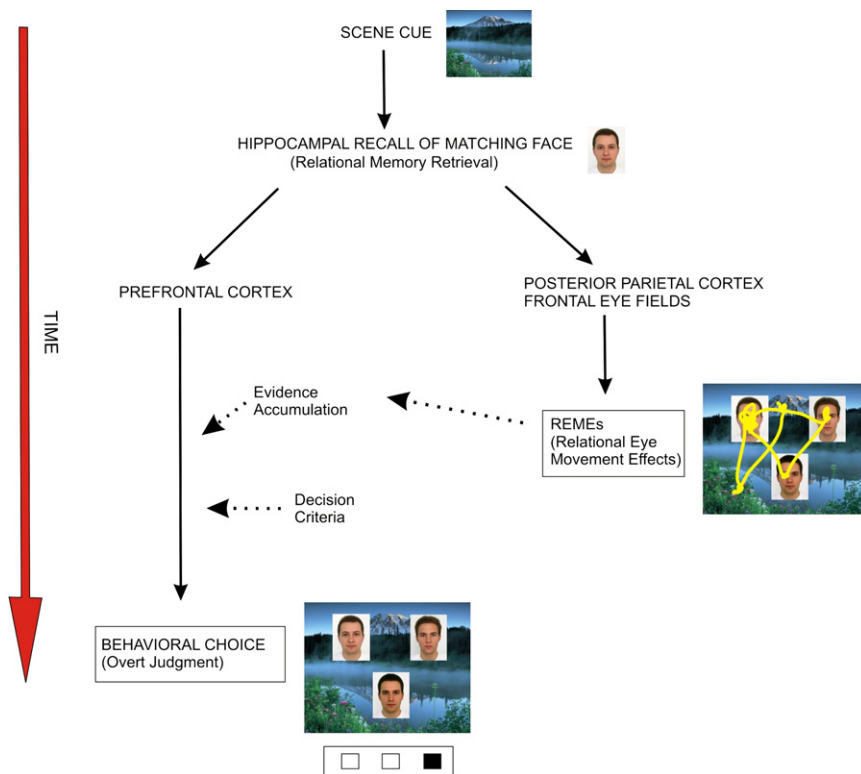 SCENE CUE
HIPPOCAMPAL RECALL OF MATCHING FACE
(Relational Memory Retrieval)
PREFRONTAL CORTEX
POSTERIOR PARIETAL CORTEX
FRONTAL EYE FIELDS
TIME
Evidence
Accumulation
REMEs
(Relational Eye
Movement Effects)
Decision
Criteria
BEHAVIORAL CHOICE
(Overt Judgment)